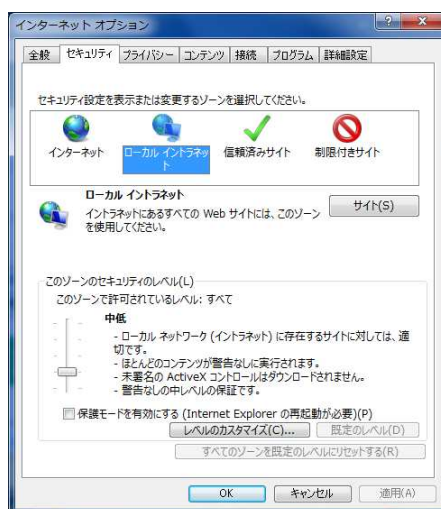 インターネット オプション
全般 セキュリティ プライバシー コンテンツ 接続 プログラム 詳細設定
セキュリティ設定を表示または変更するゾーンを選択してください。
インターネット ローカル イントラネッ 信頼済みサイト 制限付きサイト
ト
ローカル イントラネット
イントラネットにあるすべての Web サイトには、このゾーン
を使用してください。
サイト(S)
このゾーンのセキュリティのレベル(L)
このゾーンで許可されているレベル: すべて
中低
- ローカル ネットワーク (イントラネット) に存在するサイトに対しては、適
切です。
- ほとんどのコンテンツが警告なしに実行されます。
- 未署名の ActiveX コントロールはダウンロードされません。
- 警告なしの中レベルの保証です。
保護モードを有効にする (Internet Explorer の再起動が必要)(P)
レベルのカスタマイズ(C)... 既定のレベル(D)
すべてのゾーンを既定のレベルにリセットする(R)
OK キャンセル 適用(A)